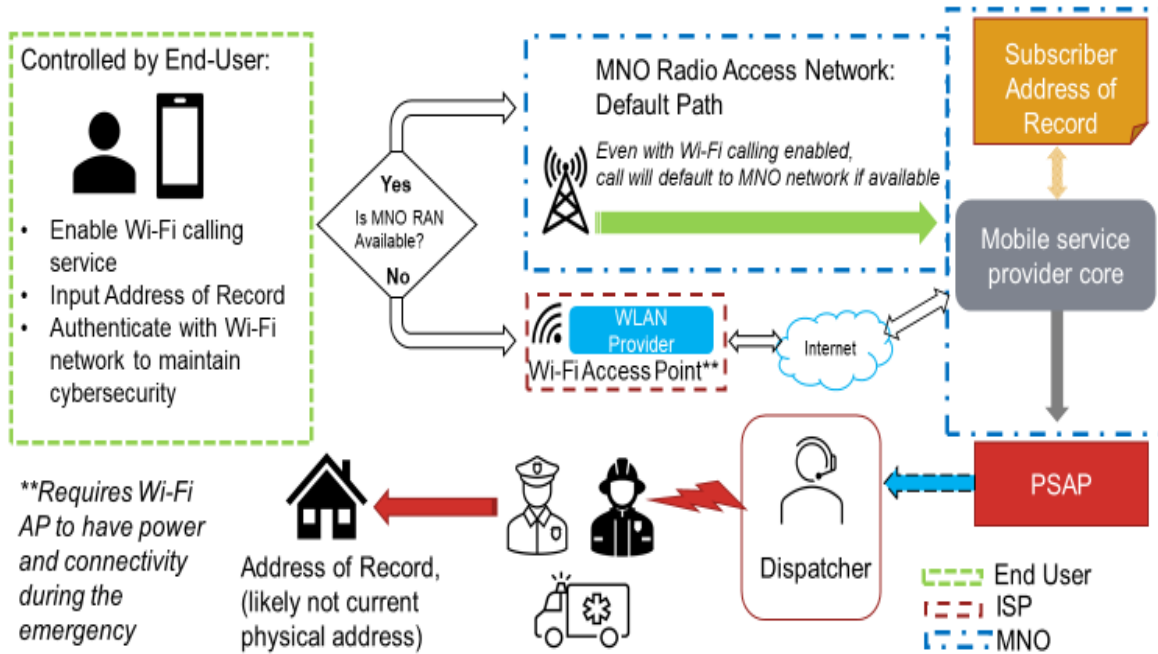 Controlled by End-User:
• Enable Wi-Fi calling
service
• Input Address of Record
• Authenticate with Wi-Fi
network to maintain
cybersecurity
Yes
Is MNO RAN
Available?
No
MNO Radio Access Network:
Default Path
Even with Wi-Fi calling enabled,
call will default to MNO network if available
WLAN
Provider
Wi-Fi Access Point**
Internet
Subscriber
Address of
Record
Mobile service
provider core
PSAP
Dispatcher
Address of Record,
(likely not current
physical address)
**Requires Wi-Fi
AP to have power
and connectivity
during the
emergency
End User
ISP
MNO